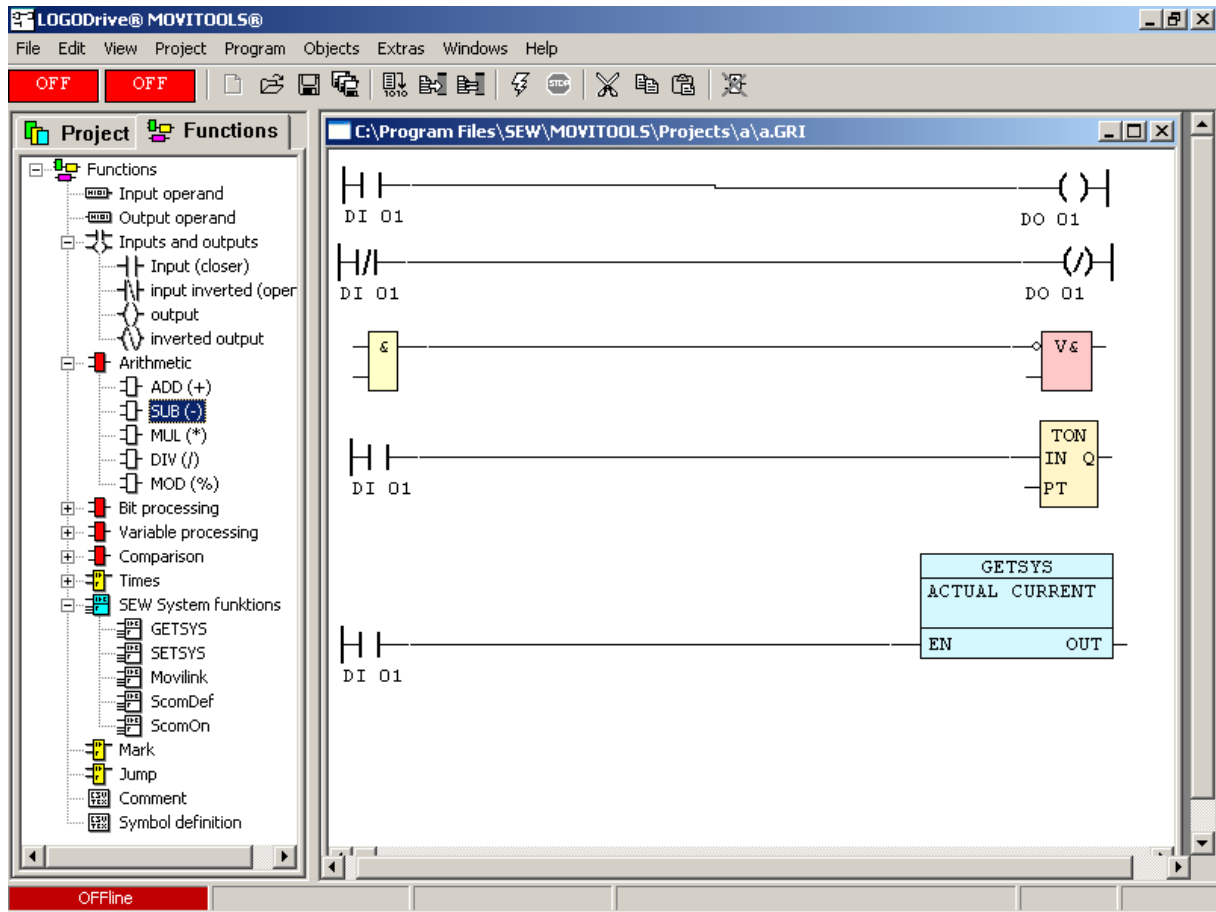 LOGODrive® MOVITOOLS®
File Edit View Project Program Objects Extras Windows Help
OFF OFF
STOP
Project Functions
Functions
Input operand
Output operand
Inputs and outputs
Input (closer)
input inverted (oper
output
inverted output
Arithmetic
ADD (+)
SUB (-)
MUL (*)
DIV (/)
MOD (%)
Bit processing
Variable processing
Comparison
Times
SEW System funktions
GETSYS
SETSYS
Movilink
ScomDef
ScomOn
Mark
Jump
Comment
Symbol definition
C:\Program Files\SEW\MOVITOOLS\Projects\a\a.GRI
DI 01
DO 01
DI 01
DO 01
& V&
TON
IN Q
PT
DI 01
GETSYS
ACTUAL CURRENT
EN OUT
DI 01
OFFline